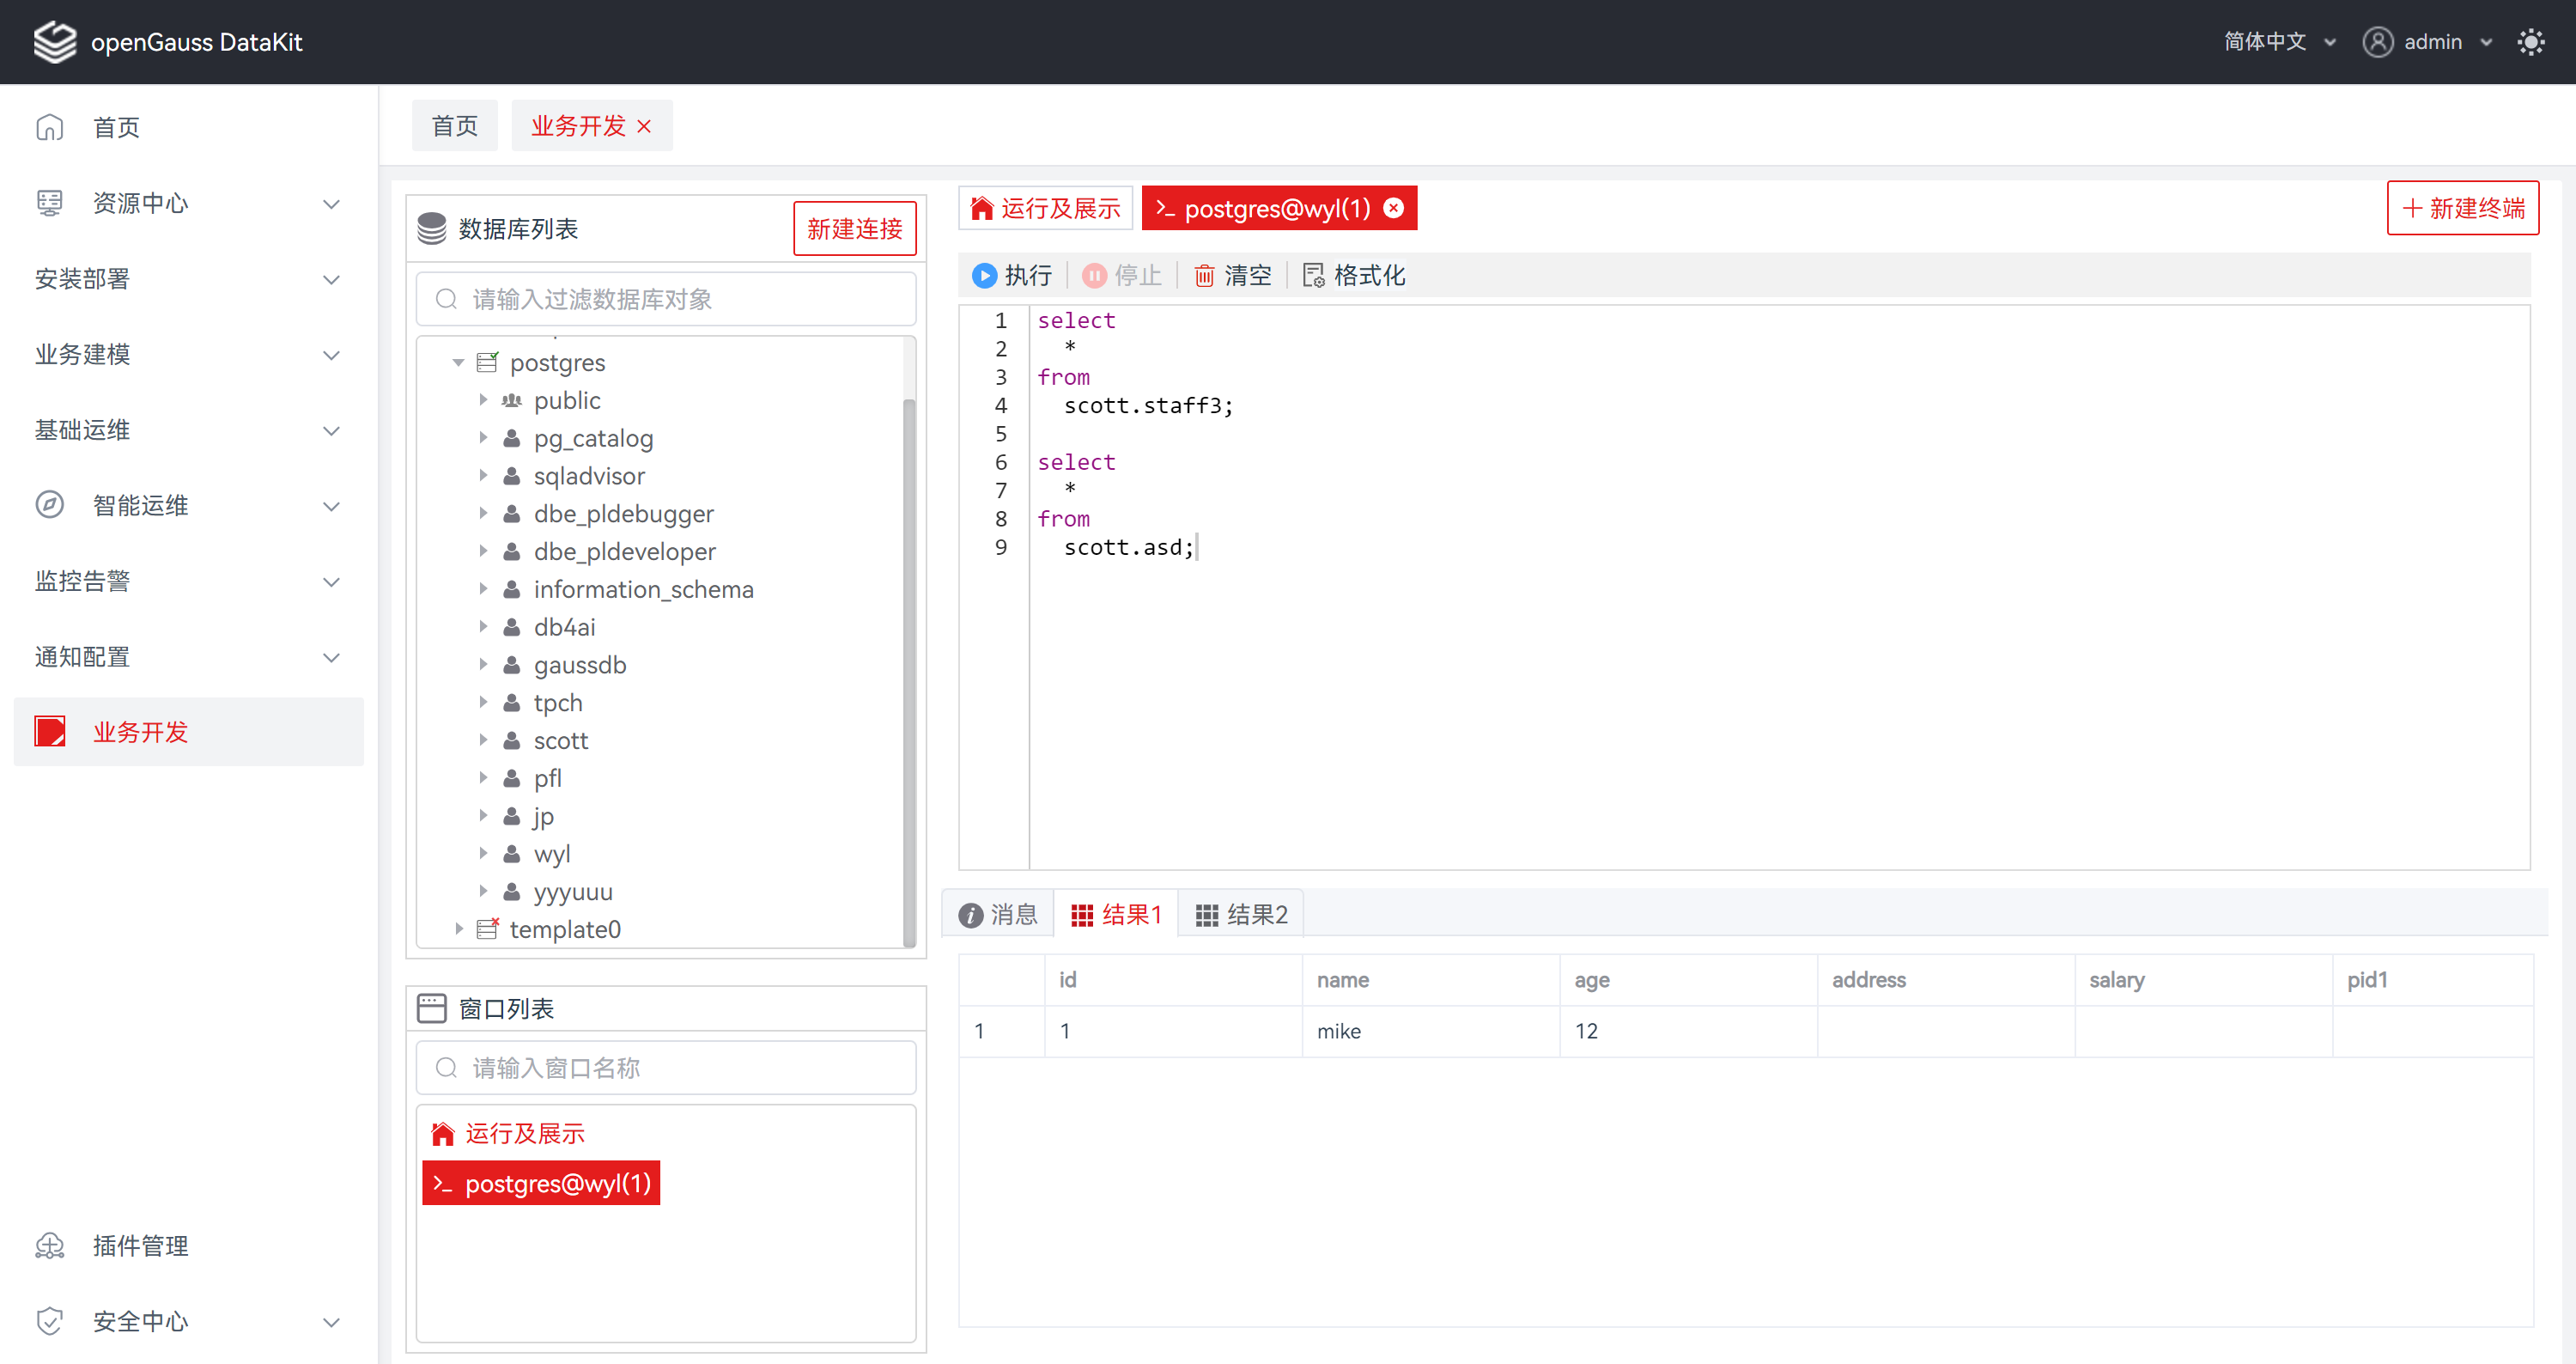 openGauss DataKit
简体中文
admin
首页
资源中心
安装部署
业务建模
基础运维
智能运维
监控告警
通知配置
业务开发
插件管理
安全中心
首页
业务开发
数据库列表
新建连接
请输入过滤数据库对象
postgres
public
pg_catalog
sqladvisor
dbe_pldebugger
dbe_pldeveloper
information_schema
db4ai
gaussdb
tpch
scott
pfl
jp
wyl
yyyuuu
template0
窗口列表
请输入窗口名称
运行及展示
postgres@wyl(1)
运行及展示
postgres@wyl(1)
新建终端
执行 停止 清空 格式化
1 select
2 *
3 from
4 scott.staff3;
5
6 select
7 *
8 from
9 scott.asd;
消息 结果1 结果2
id name age address salary pid1
1 1 mike 12